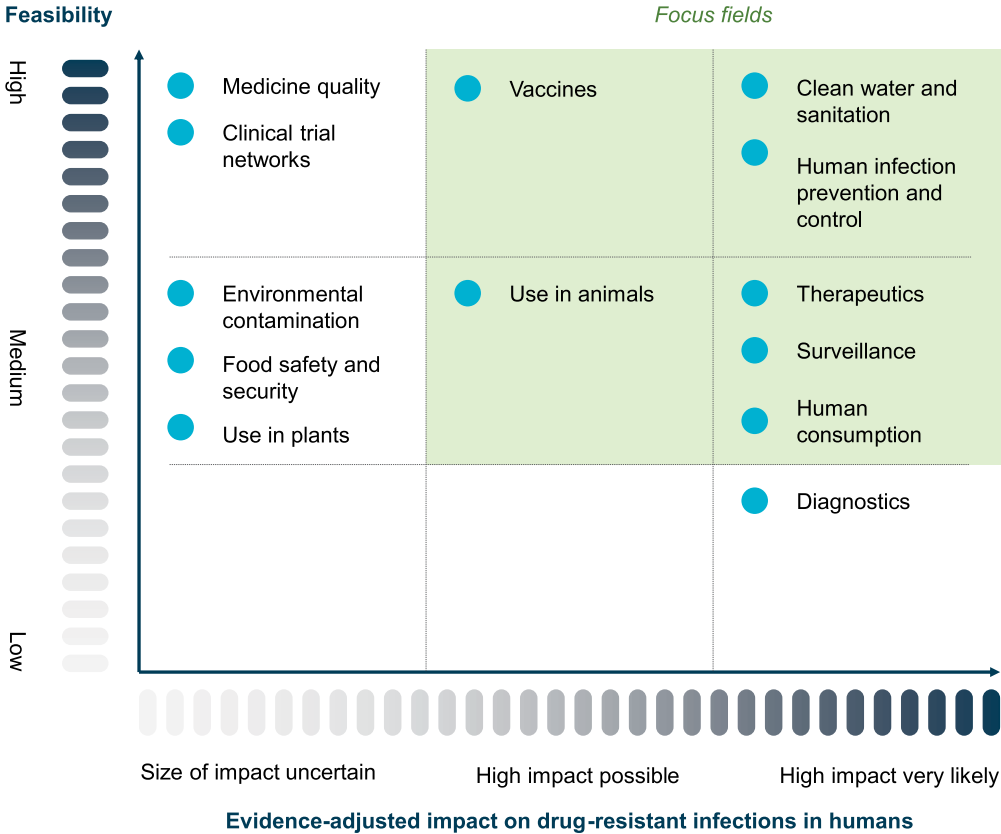 Feasibility
Focus fields
High
Medium
Low
Medicine quality
Clinical trial
networks
Vaccines
Clean water and
sanitation
Human infection
prevention and
control
Environmental
contamination
Food safety and
security
Use in plants
Use in animals
Therapeutics
Surveillance
Human
consumption
Diagnostics
Size of impact uncertain
High impact possible
High impact very likely
Evidence-adjusted impact on drug-resistant infections in humans